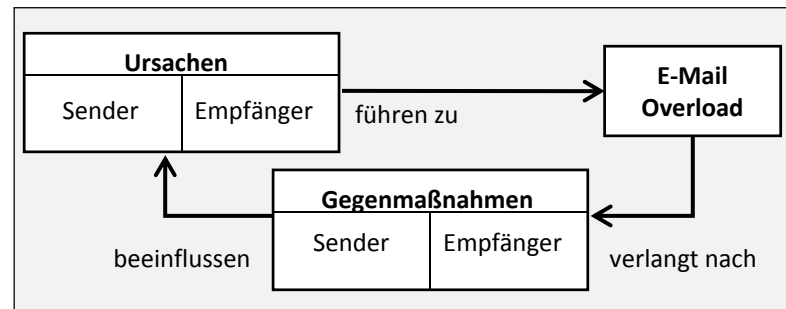 Ursachen
Sender Empfänger
führen zu
E-Mail
Overload
Gegenmaßnahmen
Sender Empfänger
beeinflussen
verlangt nach